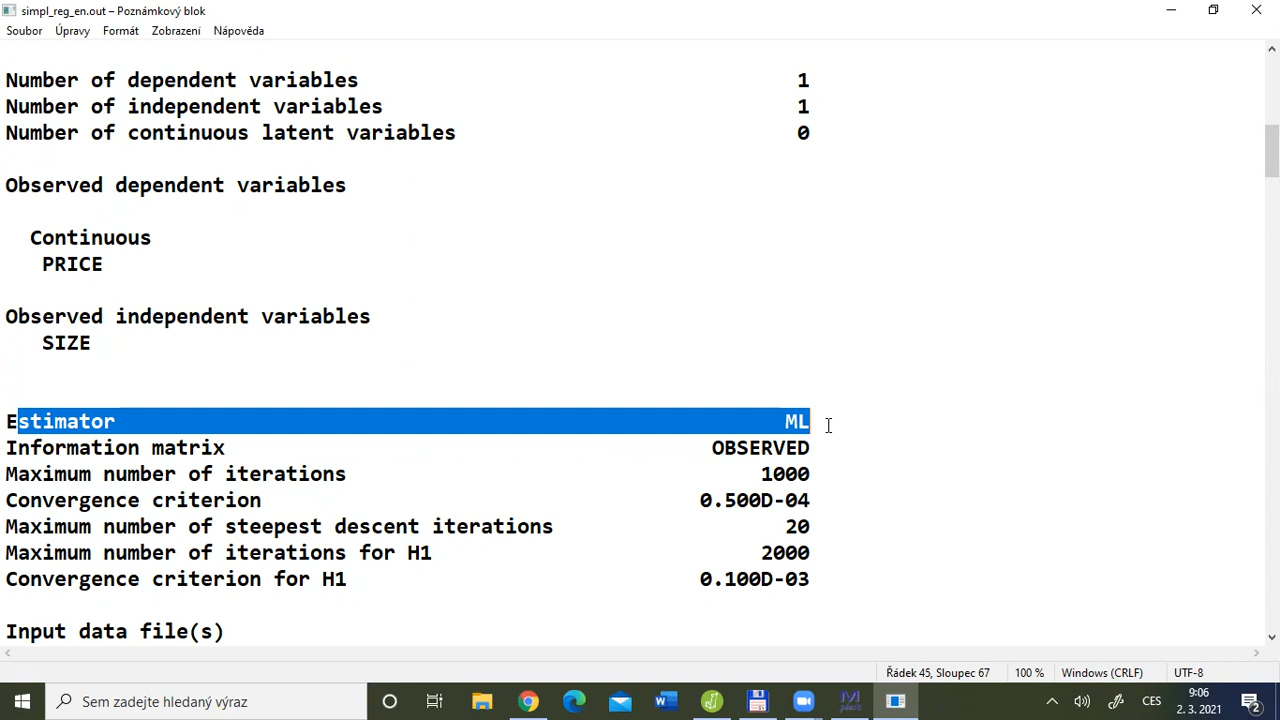 simpl_reg_en.out – Poznámkový blok
Soubor Úpravy Formát Zobrazení Nápověda
Number of dependent variables 1
Number of independent variables 1
Number of continuous latent variables 0
Observed dependent variables
Continuous
PRICE
Observed independent variables
SIZE
Estimator ML
Information matrix OBSERVED
Maximum number of iterations 1000
Convergence criterion 0.500D-04
Maximum number of steepest descent iterations 20
Maximum number of iterations for H1 2000
Convergence criterion for H1 0.100D-03
Input data file(s)
Řádek 45, Sloupec 67 100 % Windows (CRLF) UTF-8
Sem zadejte hledaný výraz
CES
9:06
2. 3. 2021
2